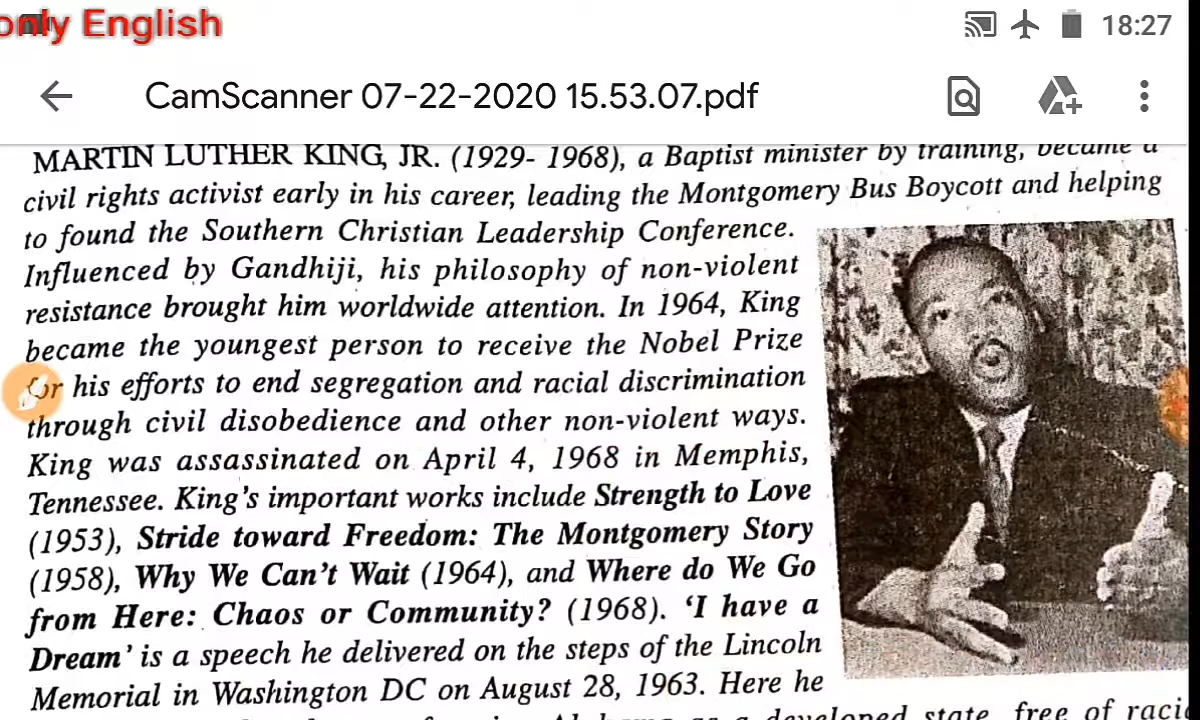 only English
18:27
CamScanner 07-22-2020 15.53.07.pdf
MARTIN LUTHER KING, JR. (1929- 1968), a Baptist minister by training, became a
civil rights activist early in his career, leading the Montgomery Bus Boycott and helping
to found the Southern Christian Leadership Conference.
Influenced by Gandhiji, his philosophy of non-violent
resistance brought him worldwide attention. In 1964, King
became the youngest person to receive the Nobel Prize
for his efforts to end segregation and racial discrimination
through civil disobedience and other non-violent ways.
King was assassinated on April 4, 1968 in Memphis,
Tennessee. King's important works include Strength to Love
(1953), Stride toward Freedom: The Montgomery Story
(1958), Why We Can't Wait (1964), and Where do We Go
from Here: Chaos or Community? (1968). 'I have a
Dream' is a speech he delivered on the steps of the Lincoln
Memorial in Washington DC on August 28, 1963. Here he
as a developed state, free of